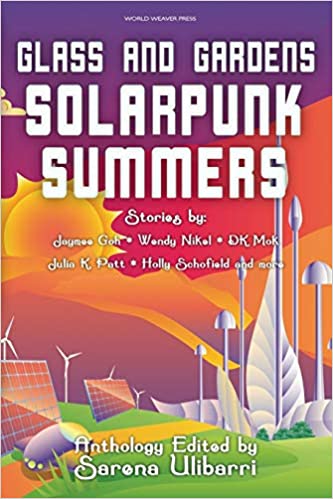 WORLD WEAVER PRESS
GLASS AND GARDENS
SOLARPUNK
SUMMERS
Stories by:
Jaymee Goh • Wendy Nikel • DK Mok
Julia K Patt • Holly Schofield and more
Anthology Edited by
Sarena Ulibarri